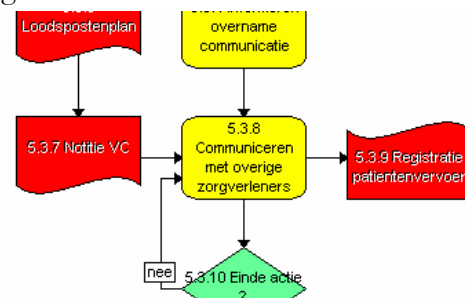 Loodspostenplan
overname
communicatie
5.3.7 Notitie VC
5.3.8
Communiceren
met overige
zorgverleners
5.3.9 Registratie
patientenvervoer
nee
5.3.10 Einde actie
?